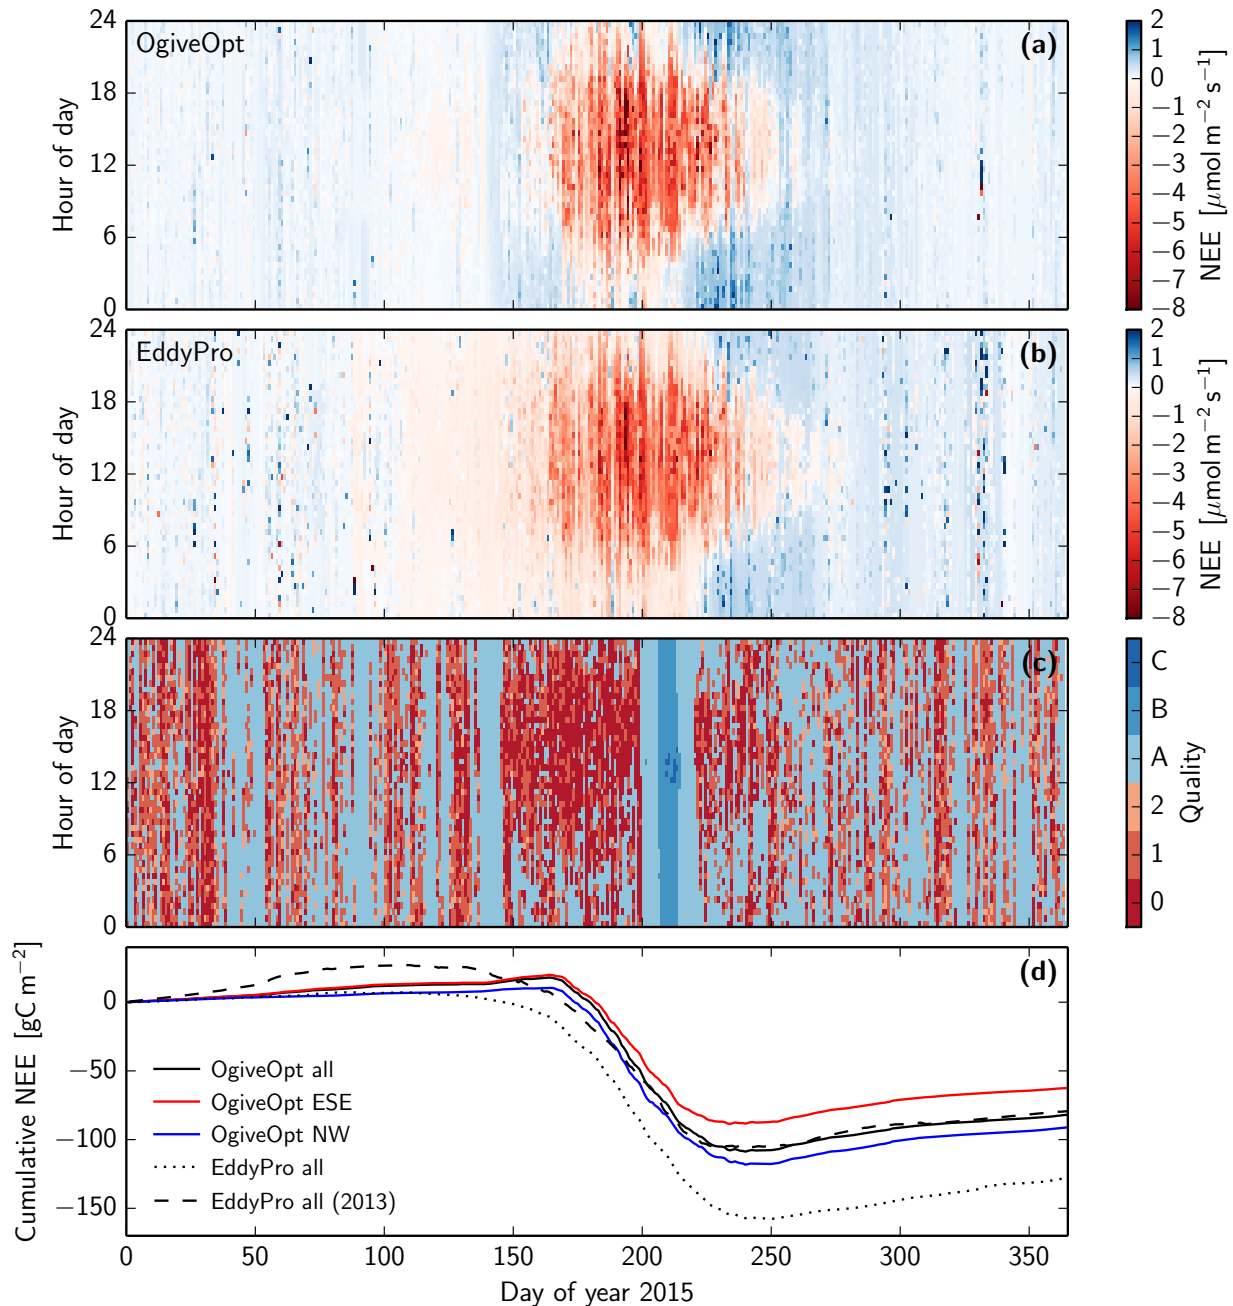 OgiveOpt
(a)
24
18
12
6
0
Hour of day
2
1
0
−1
−2
−3
−4
−5
−6
−7
−8
NEE [μmol m−2 s−1]
EddyPro
(b)
24
18
12
6
0
Hour of day
2
1
0
−1
−2
−3
−4
−5
−6
−7
−8
NEE [μmol m−2 s−1]
(c)
24
18
12
6
0
Hour of day
C
B
A
2
1
0
Quality
(d)
0
−50
−100
−150
Cumulative NEE [gC m−2]
OgiveOpt all
OgiveOpt ESE
OgiveOpt NW
EddyPro all
EddyPro all (2013)
0 50 100 150 200 250 300 350
Day of year 2015